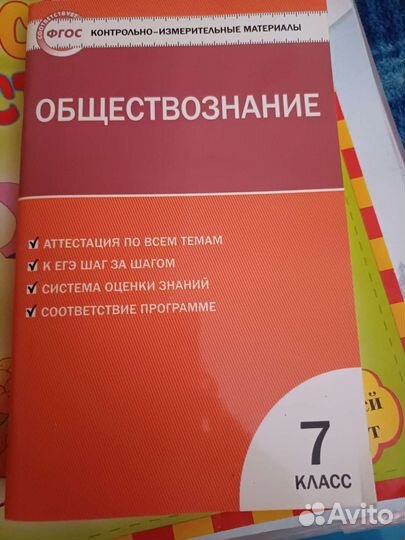 СООТВЕТСТВУЕТ
ФГОС
КОНТРОЛЬНО-ИЗМЕРИТЕЛЬНЫЕ МАТЕРИАЛЫ
ОБЩЕСТВОЗНАНИЕ
АТТЕСТАЦИЯ ПО ВСЕМ ТЕМАМ
К ЕГЭ ШАГ ЗА ШАГОМ
СИСТЕМА ОЦЕНКИ ЗНАНИЙ
СООТВЕТСТВИЕ ПРОГРАММЕ
7
КЛАСС
Avito